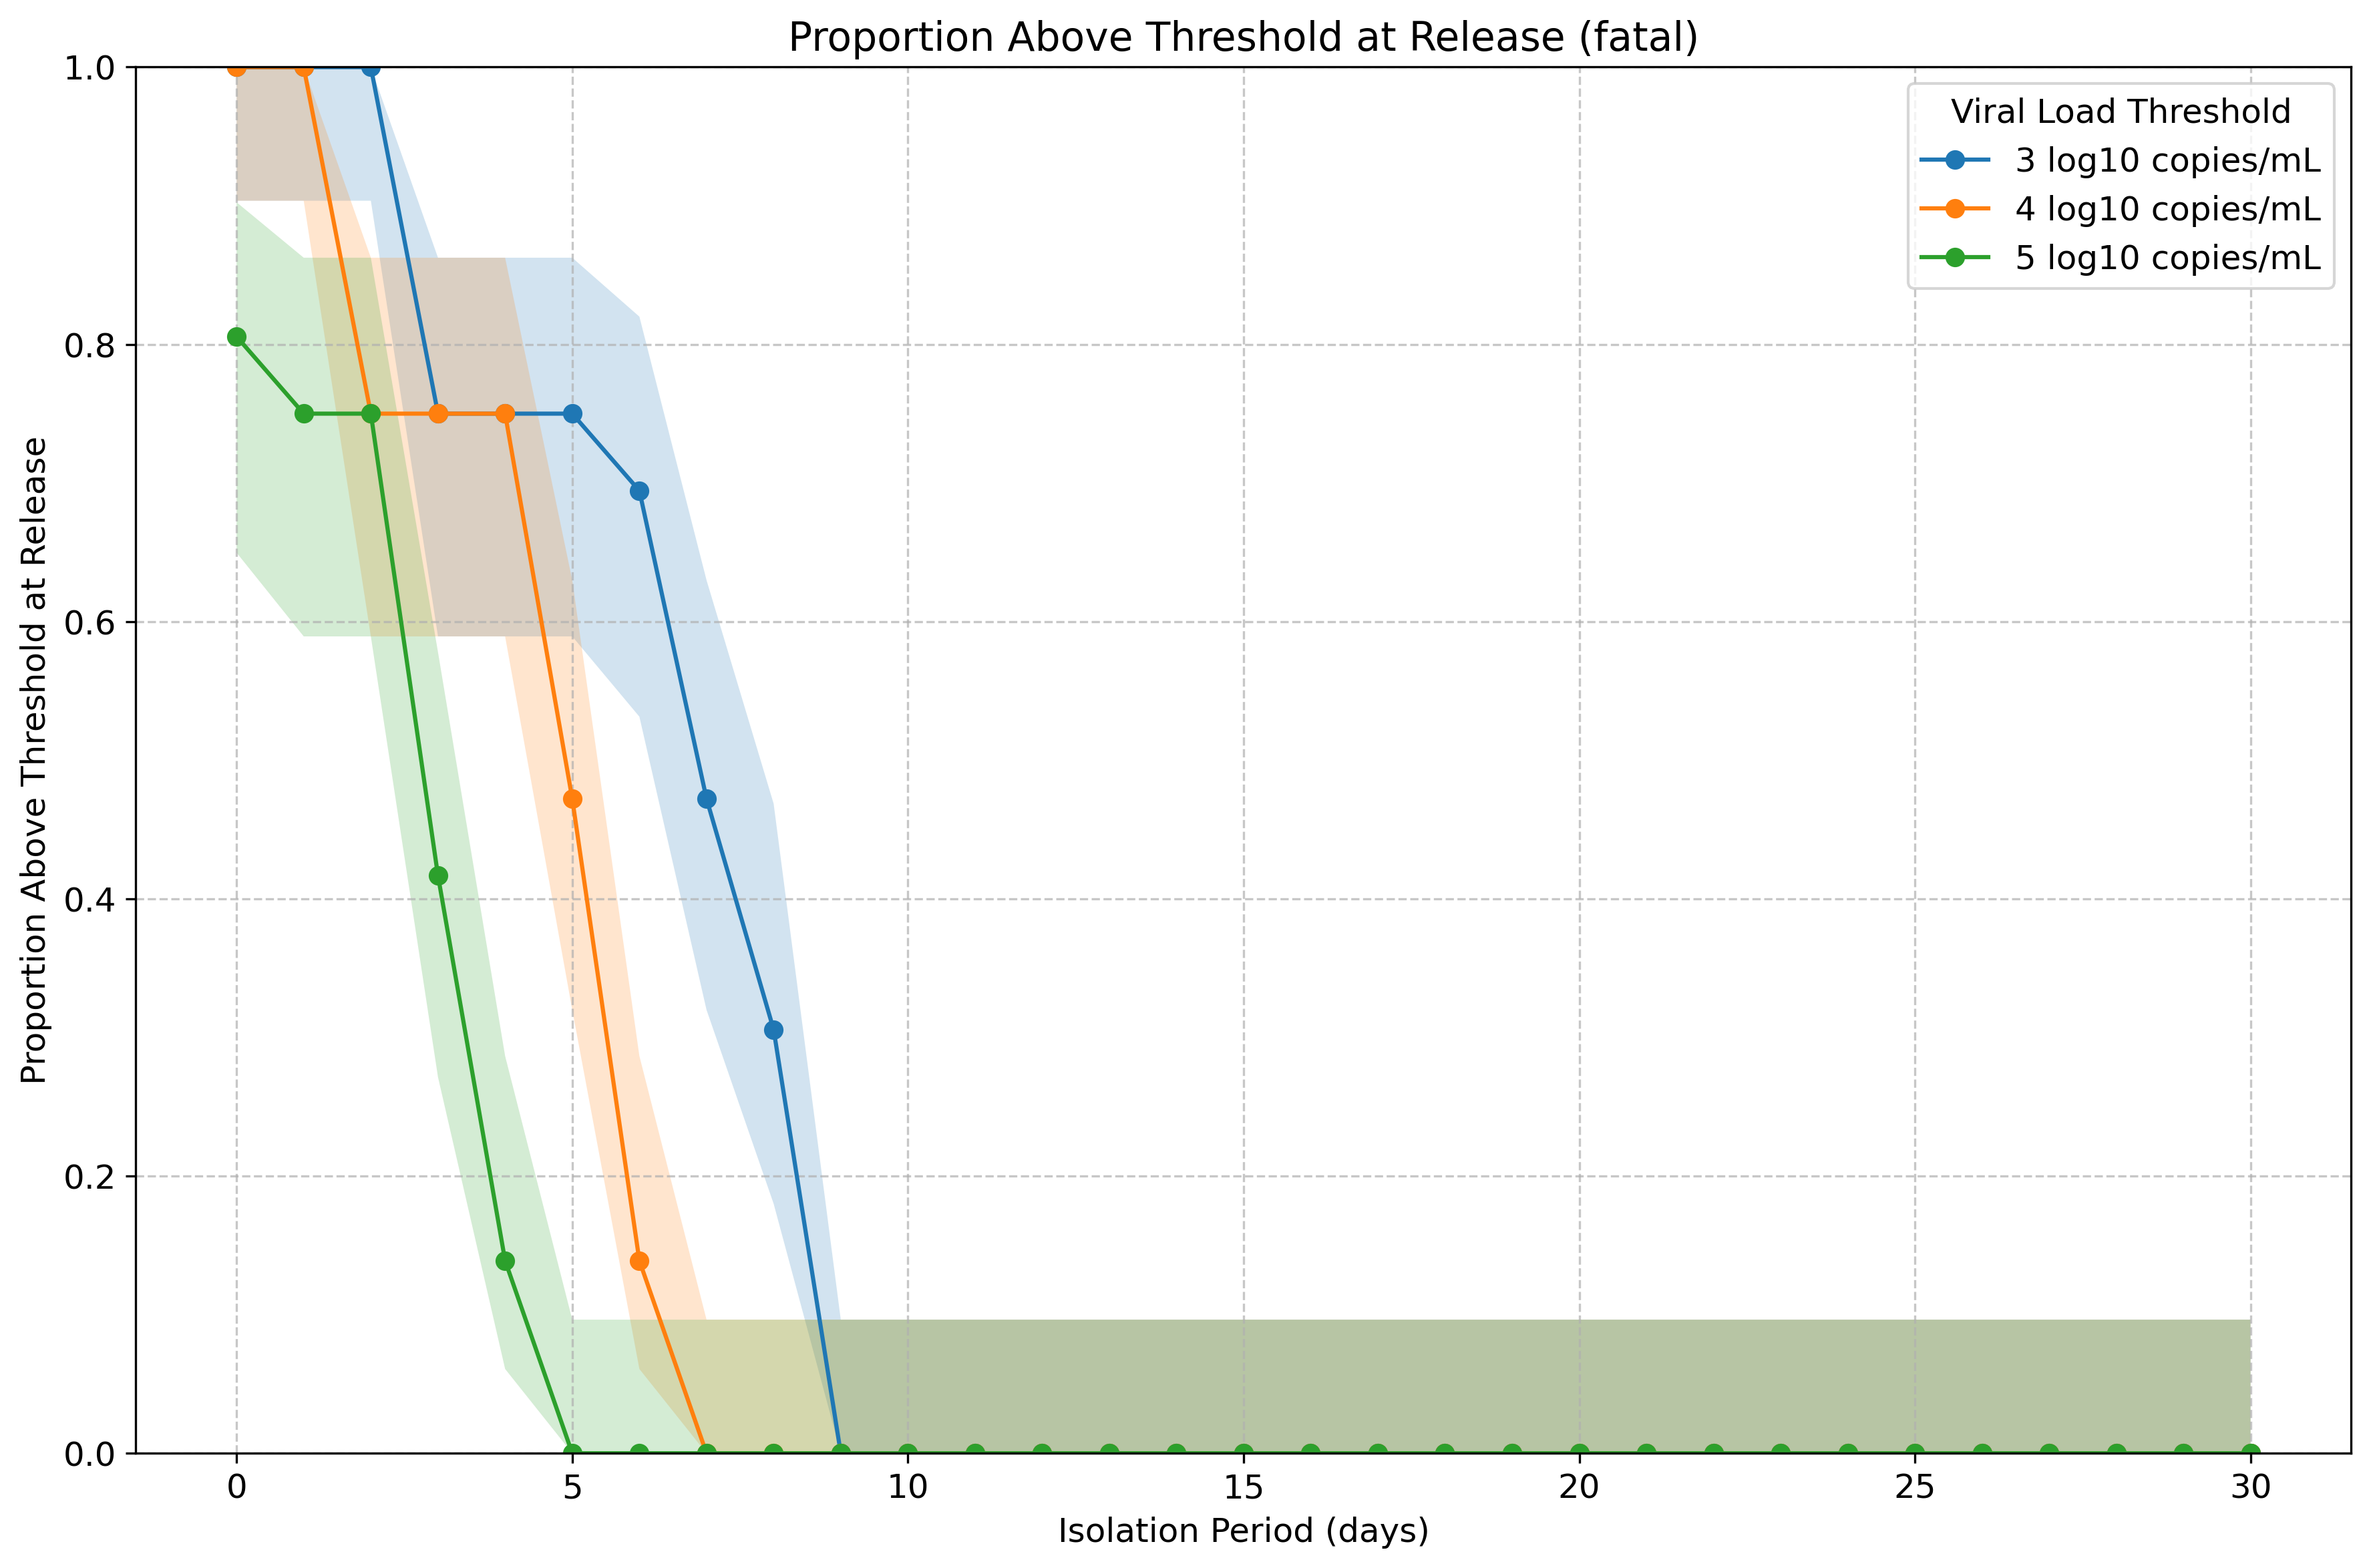 Proportion Above Threshold at Release (fatal)
Proportion Above Threshold at Release
1.0
0.8
0.6
0.4
0.2
0.0
Viral Load Threshold
3 log10 copies/mL
4 log10 copies/mL
5 log10 copies/mL
0 5 10 15 20 25 30
Isolation Period (days)